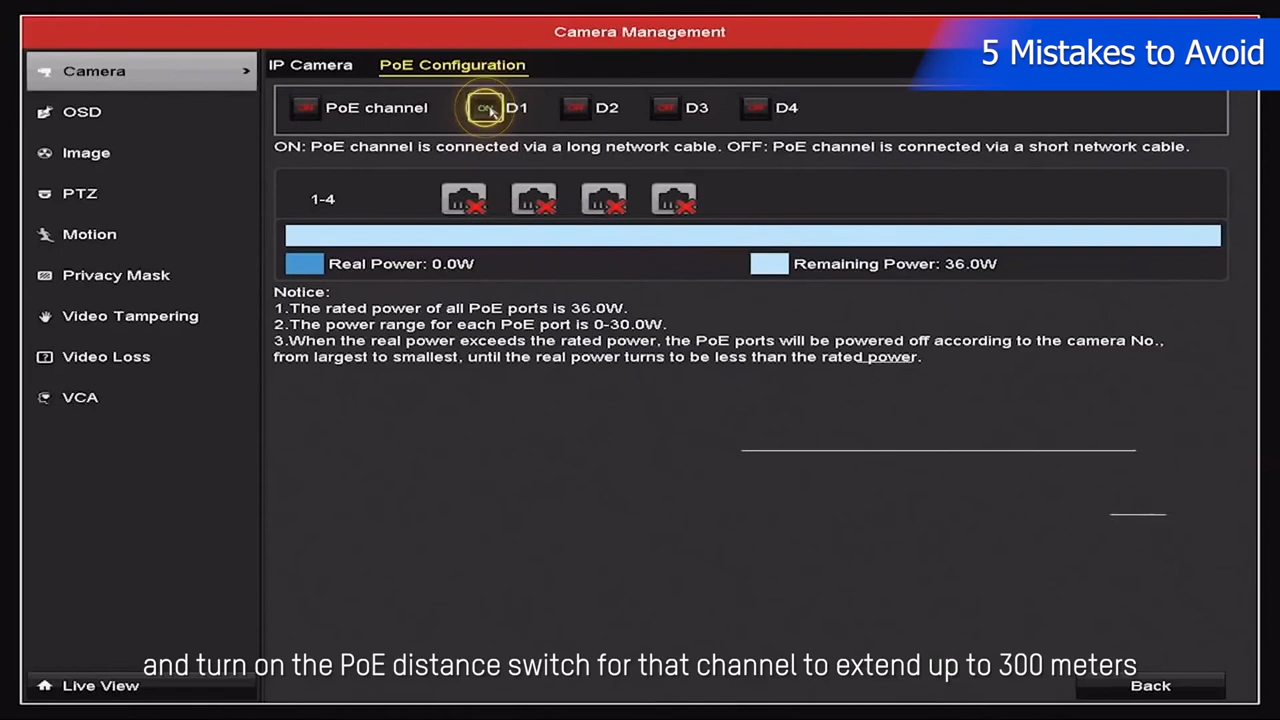 Camera Management
5 Mistakes to Avoid
Camera >
OSD
Image
PTZ
Motion
Privacy Mask
Video Tampering
Video Loss
VCA
Live View
IP Camera PoE Configuration
OFF PoE channel ON D1 OFF D2 OFF D3 OFF D4
ON: PoE channel is connected via a long network cable. OFF: PoE channel is connected via a short network cable.
1-4
Real Power: 0.0W Remaining Power: 36.0W
Notice:
1.The rated power of all PoE ports is 36.0W.
2.The power range for each PoE port is 0-30.0W.
3.When the real power exceeds the rated power, the PoE ports will be powered off according to the camera No.,
from largest to smallest, until the real power turns to be less than the rated power.
and turn on the PoE distance switch for that channel to extend up to 300 meters
Back